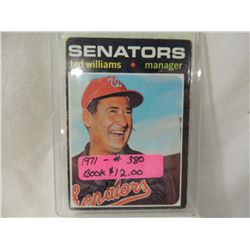 SENATORS
ted williams • manager
1971 - # 380
BOOK $12.00
Senators